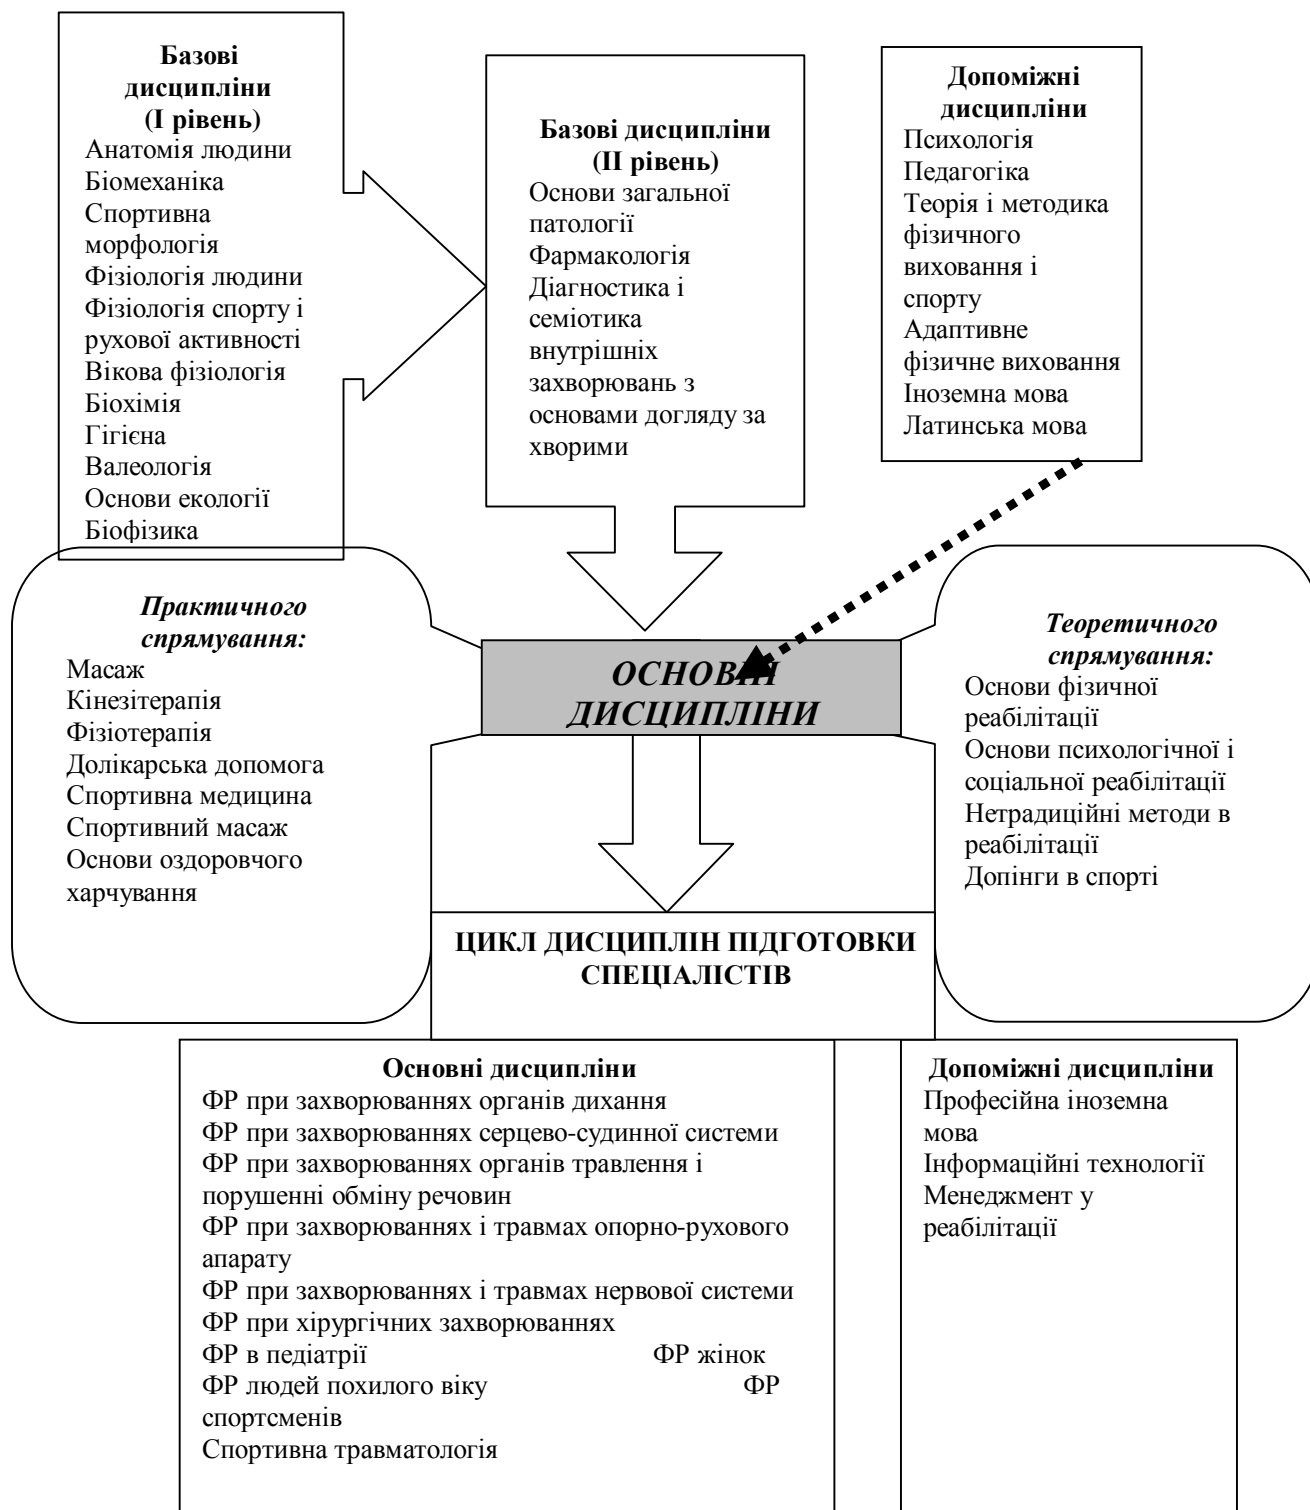 Базові
дисципліни
(І рівень)
Анатомія людини
Біомеханіка
Спортивна
морфологія
Фізіологія людини
Фізіологія спорту і
рухової активності
Вікова фізіологія
Біохімія
Гігієна
Валеологія
Основи екології
Біофізика
Базові дисципліни
(ІІ рівень)
Основи загальної
патології
Фармакологія
Діагностика і
семіотика
внутрішніх
захворювань з
основами догляду за
хворими
Допоміжні
дисципліни
Психологія
Педагогіка
Теорія і методика
фізичного
виховання і
спорту
Адаптивне
фізичне виховання
Іноземна мова
Латинська мова
Практичного
спрямування:
Масаж
Кінезітерапія
Фізіотерапія
Долікарська допомога
Спортивна медицина
Спортивний масаж
Основи оздоровчого
харчування
ОСНОВНІ
ДИСЦИПЛІНИ
Теоретичного
спрямування:
Основи фізичної
реабілітації
Основи психологічної і
соціальної реабілітації
Нетрадиційні методи в
реабілітації
Допінги в спорті
ЦИКЛ ДИСЦИПЛІН ПІДГОТОВКИ
СПЕЦІАЛІСТІВ
Основні дисципліни
ФР при захворюваннях органів дихання
ФР при захворюваннях серцево-судинної системи
ФР при захворюваннях органів травлення і
порушенні обміну речовин
ФР при захворюваннях і травмах опорно-рухового
апарату
ФР при захворюваннях і травмах нервової системи
ФР при хірургічних захворюваннях
ФР в педіатрії ФР жінок
ФР людей похилого віку ФР
спортсменів
Спортивна травматологія
Допоміжні дисципліни
Професійна іноземна
мова
Інформаційні технології
Менеджмент у
реабілітації